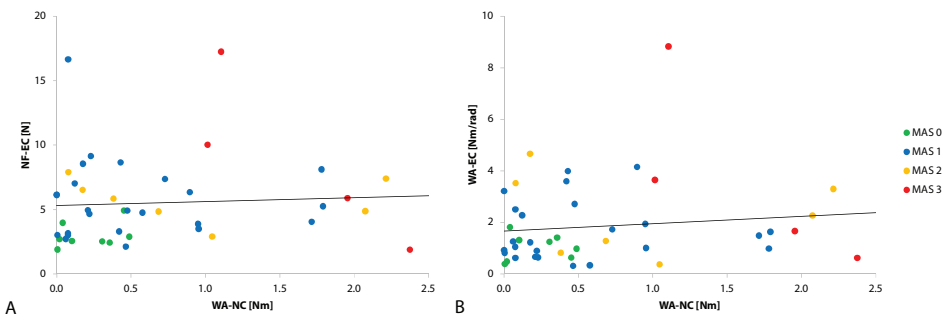 20
15
10
5
0
NF-EC [N]
0.0 0.5 1.0 1.5 2.0 2.5
WA-NC [Nm]
A
10
8
6
4
2
0
WA-EC [Nm/rad]
0.0 0.5 1.0 1.5 2.0 2.5
WA-NC [Nm]
B
MAS 0
MAS 1
MAS 2
MAS 3